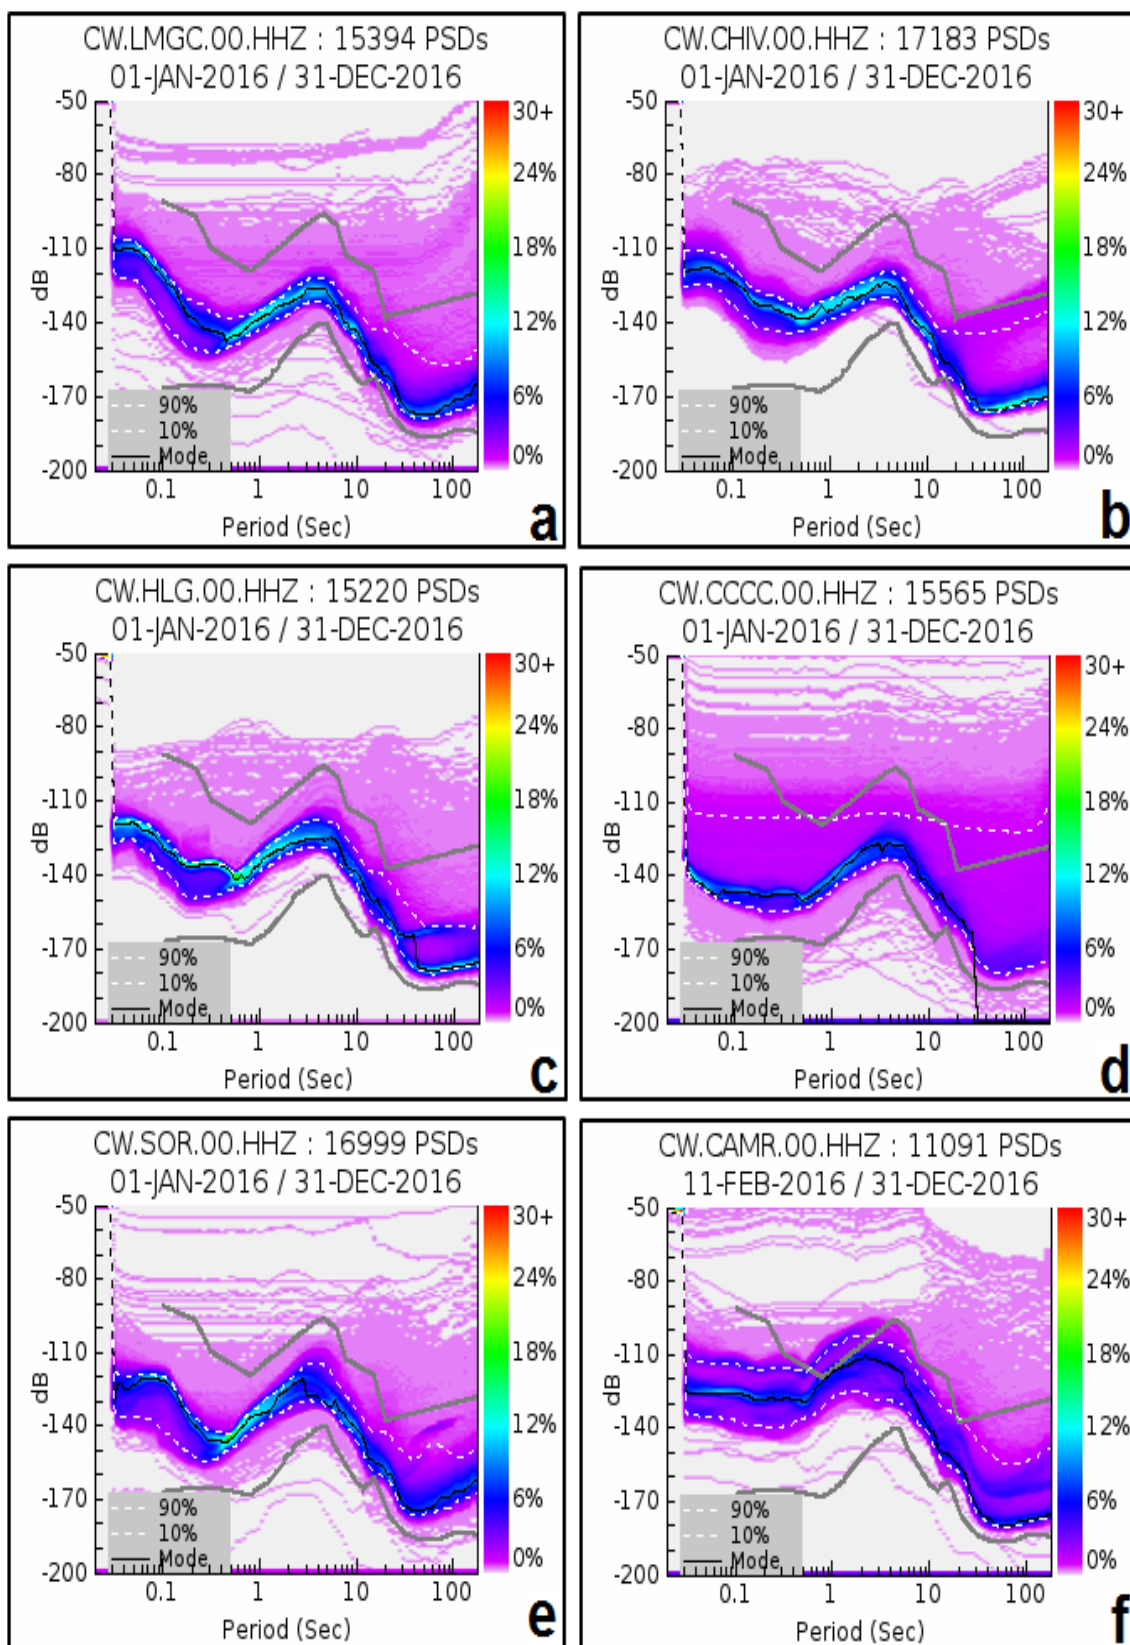 CW.LMGC.00.HHZ : 15394 PSDs
01-JAN-2016 / 31-DEC-2016
-50
-80
-110
-140
-170
-200
dB
30+
24%
18%
12%
6%
0%
90%
10%
Mode
0.1 1 10 100
Period (Sec)
a
CW.CHIV.00.HHZ : 17183 PSDs
01-JAN-2016 / 31-DEC-2016
-50
-80
-110
-140
-170
-200
dB
30+
24%
18%
12%
6%
0%
90%
10%
Mode
0.1 1 10 100
Period (Sec)
b
CW.HLG.00.HHZ : 15220 PSDs
01-JAN-2016 / 31-DEC-2016
-50
-80
-110
-140
-170
-200
dB
30+
24%
18%
12%
6%
0%
90%
10%
Mode
0.1 1 10 100
Period (Sec)
c
CW.CCCC.00.HHZ : 15565 PSDs
01-JAN-2016 / 31-DEC-2016
-50
-80
-110
-140
-170
-200
dB
30+
24%
18%
12%
6%
0%
90%
10%
Mode
0.1 1 10 100
Period (Sec)
d
CW.SOR.00.HHZ : 16999 PSDs
01-JAN-2016 / 31-DEC-2016
-50
-80
-110
-140
-170
-200
dB
30+
24%
18%
12%
6%
0%
90%
10%
Mode
0.1 1 10 100
Period (Sec)
e
CW.CAMR.00.HHZ : 11091 PSDs
11-FEB-2016 / 31-DEC-2016
-50
-80
-110
-140
-170
-200
dB
30+
24%
18%
12%
6%
0%
90%
10%
Mode
0.1 1 10 100
Period (Sec)
f